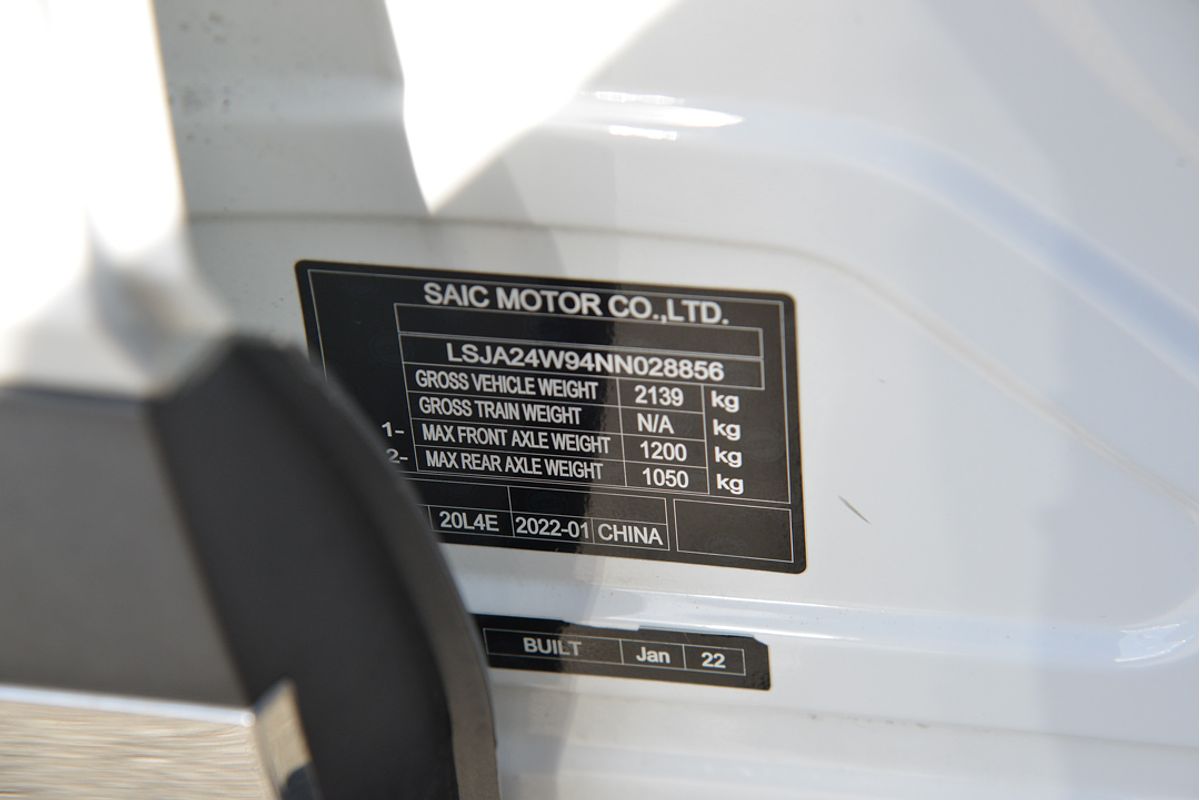 SAIC MOTOR CO.,LTD.
LSJA24W94NN028856
GROSS VEHICLE WEIGHT 2139 kg
GROSS TRAIN WEIGHT N/A kg
1- MAX FRONT AXLE WEIGHT 1200 kg
2- MAX REAR AXLE WEIGHT 1050 kg
20L4E 2022-01 CHINA
BUILT Jan 22